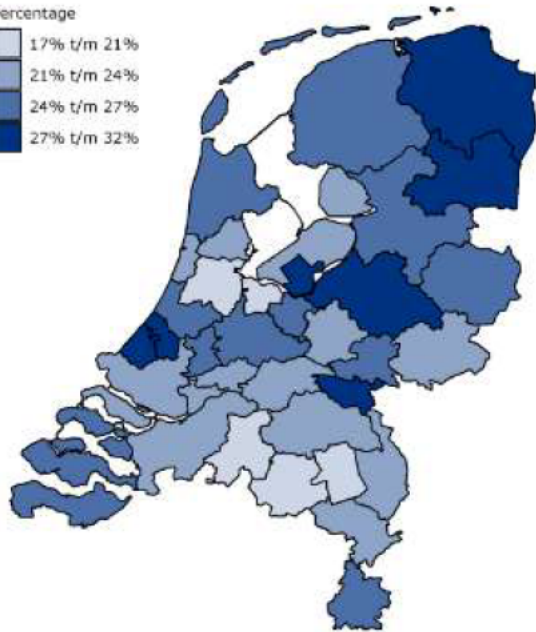 ercentage
17% t/m 21%
21% t/m 24%
24% t/m 27%
27% t/m 32%